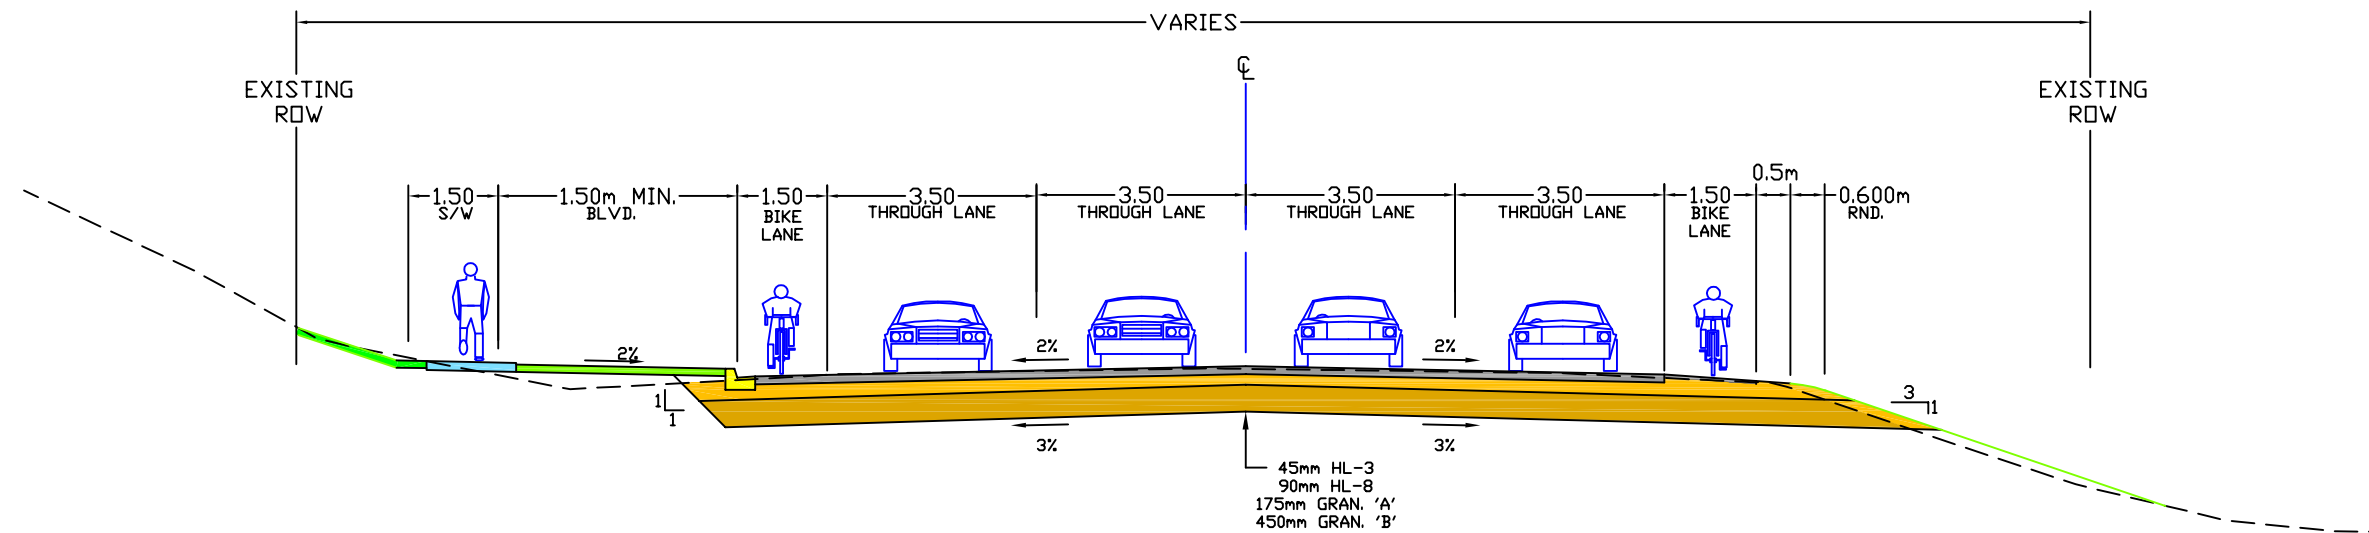 VARIES
℄
EXISTING
ROW
EXISTING
ROW
0.5m
1.50
S/W
1.50m MIN.
BLVD.
1.50
BIKE
LANE
3.50
THROUGH LANE
3.50
THROUGH LANE
3.50
THROUGH LANE
3.50
THROUGH LANE
1.50
BIKE
LANE
0.600m
RND.
2%
2%
2%
1
1
3
1
3%
3%
45mm HL-3
90mm HL-8
175mm GRAN. 'A'
450mm GRAN. 'B'